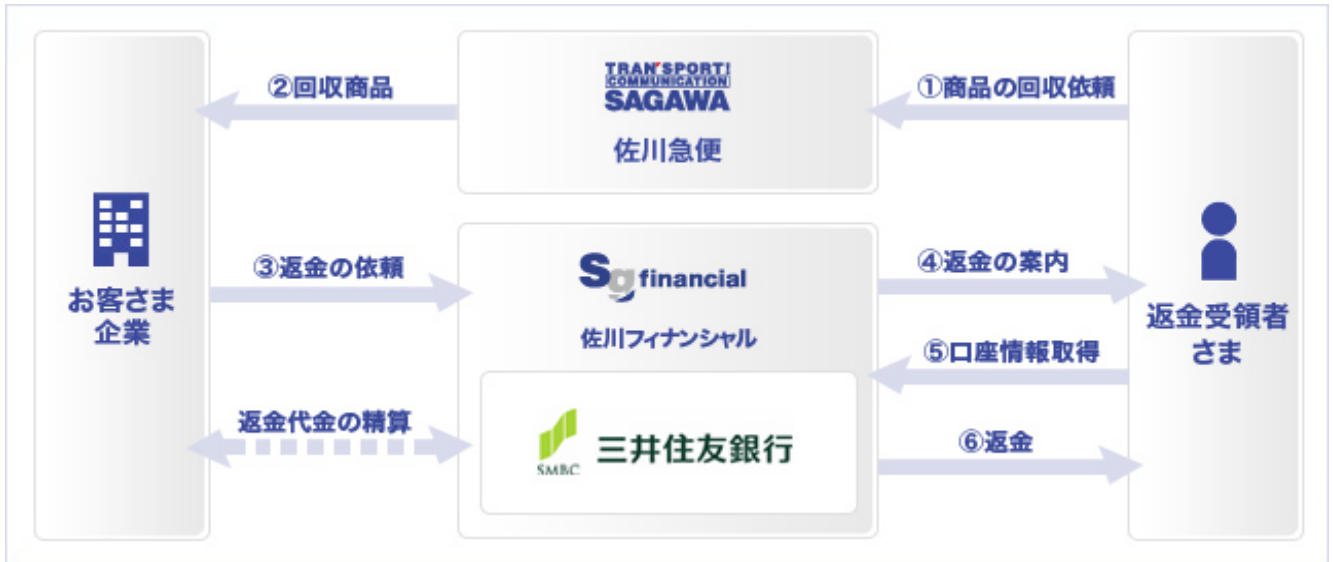 ②回収商品
TRANSPORT!
COMMUNICATION
SAGAWA
佐川急便
①商品の回収依頼
お客さま
企業
③返金の依頼
Sg financial
佐川フィナンシャル
④返金の案内
⑤口座情報取得
返金受領者
さま
返金代金の精算
SMBC
三井住友銀行
⑥返金